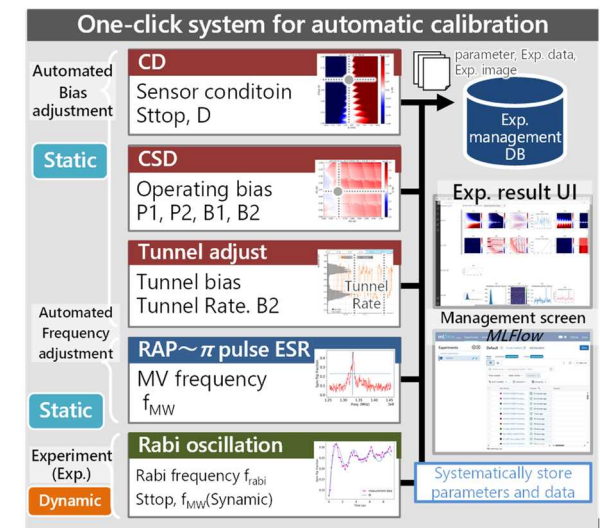 One-click system for automatic calibration
Automated
Bias
adjustment
Static
CD
Sensor conditoin
Sttop, D
CSD
Operating bias
P1, P2, B1, B2
Tunnel adjust
Tunnel bias
Tunnel Rate. B2
Tunnel
Rate
Automated
Frequency
adjustment
Static
RAP～π pulse ESR
MV frequency
fMW
Experiment
(Exp.)
Dynamic
Rabi oscillation
Rabi frequency frabi
Sttop, fMW(Synamic)
parameter, Exp. data,
Exp. image
Exp.
management
DB
Exp. result UI
Management screen
MLFlow
Systematically store
parameters and data